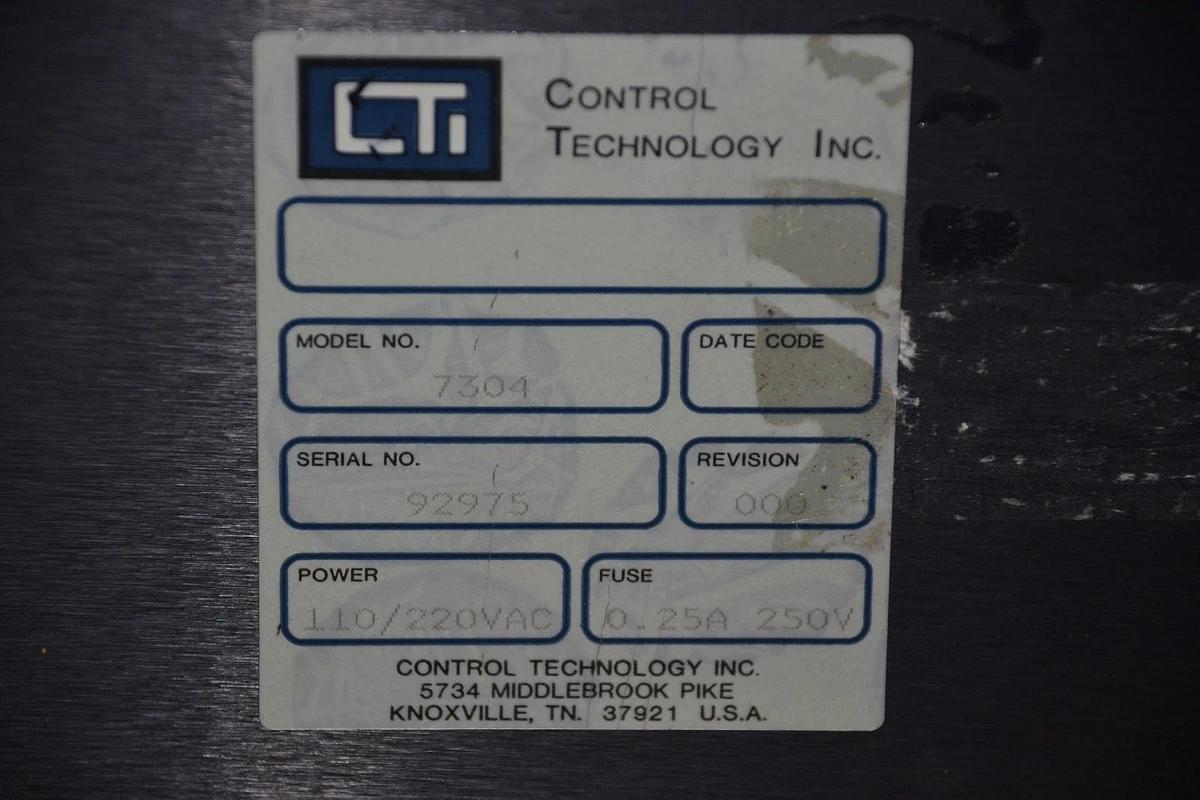 CTi
CONTROL
TECHNOLOGY INC.
MODEL NO.
7304
DATE CODE
SERIAL NO.
92975
REVISION
000
POWER
110/220VAC
FUSE
0.25A 250V
CONTROL TECHNOLOGY INC.
5734 MIDDLEBROOK PIKE
KNOXVILLE, TN. 37921 U.S.A.